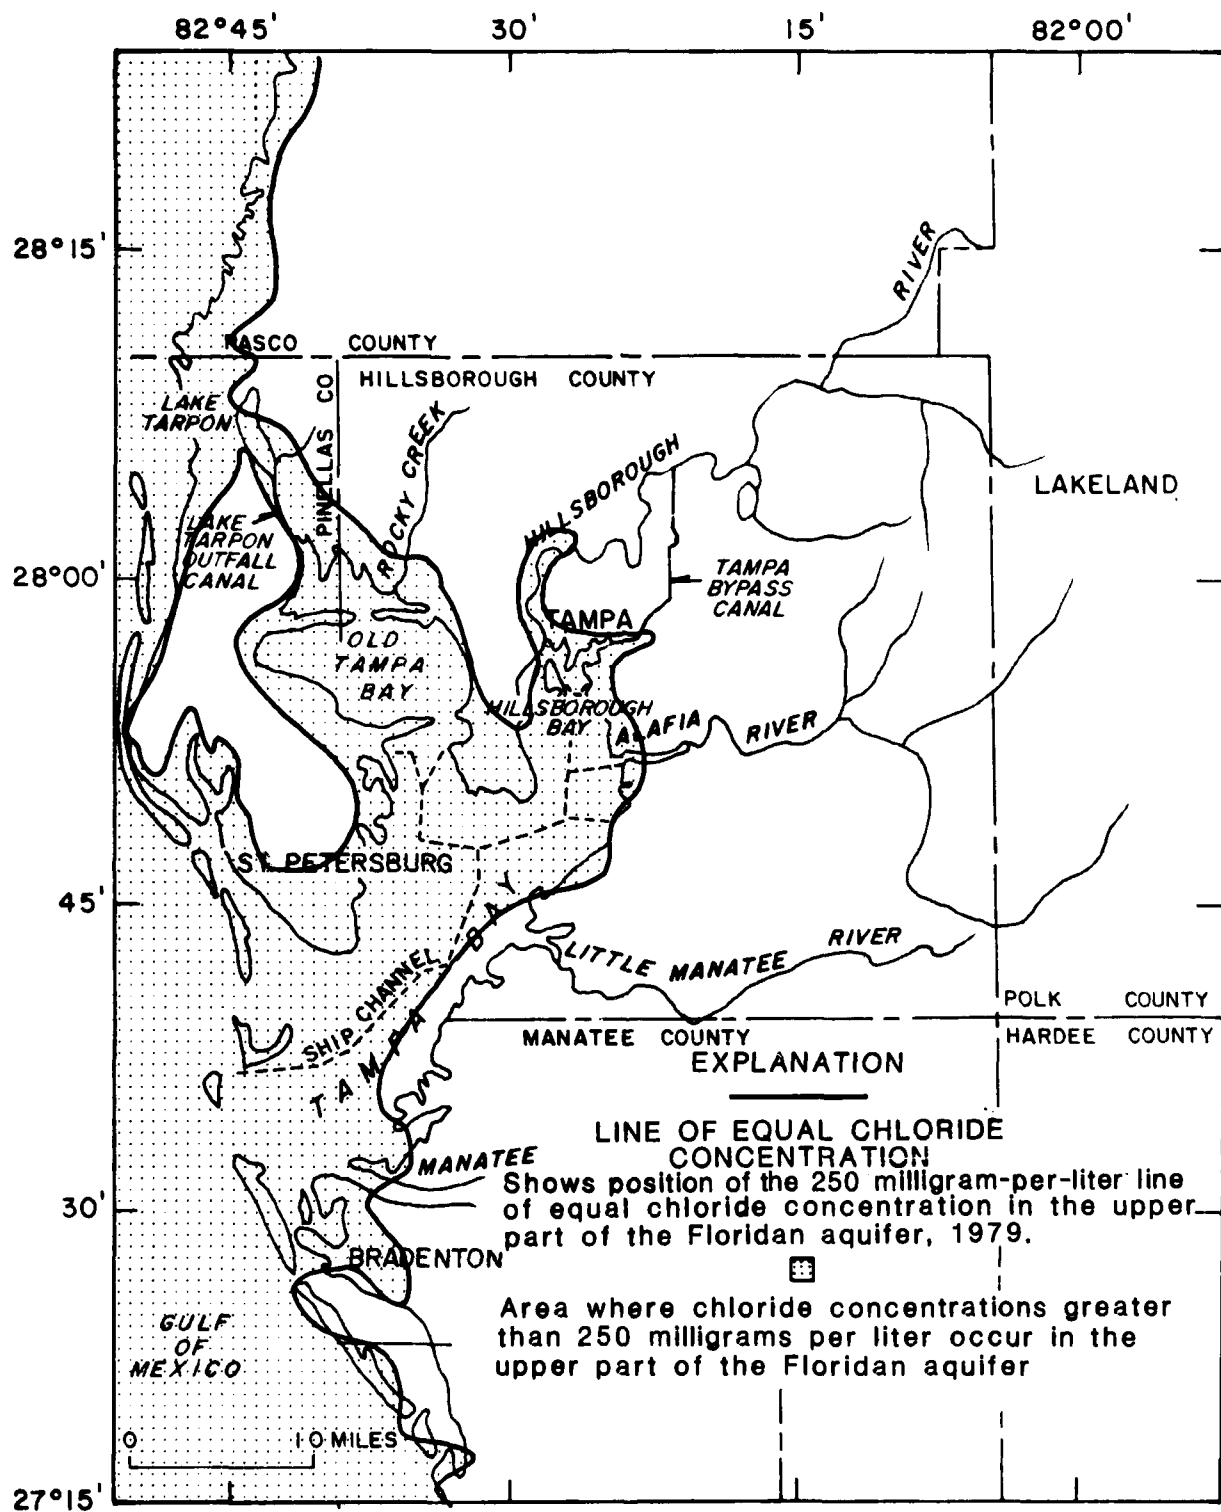 82°45' 30' 15' 82°00'
28°15'
RIVER
PASCO COUNTY
HILLSBOROUGH COUNTY
LAKE
TARPON
PINELLAS CO
ROCKY CREEK
HILLSBOROUGH
LAKELAND
LAKE
TARPON
OUTFALL
CANAL
28°00'
TAMPA
BYPASS
CANAL
TAMPA
OLD
TAMPA
BAY
HILLSBOROUGH
BAY
ALAFIA RIVER
ST. PETERSBURG
45'
TAMPA BAY
LITTLE MANATEE RIVER
SHIP CHANNEL
POLK COUNTY
MANATEE COUNTY
HARDEE COUNTY
EXPLANATION
LINE OF EQUAL CHLORIDE
CONCENTRATION
MANATEE
Shows position of the 250 milligram-per-liter line
of equal chloride concentration in the upper
part of the Floridan aquifer, 1979.
30'
BRADENTON
Area where chloride concentrations greater
than 250 milligrams per liter occur in the
upper part of the Floridan aquifer
GULF
OF
MEXICO
0 10 MILES
27°15'